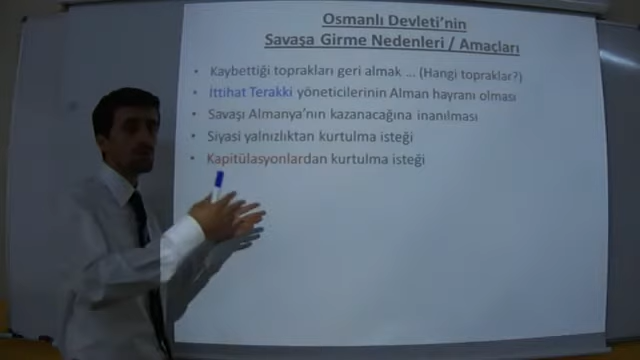 Osmanlı Devleti'nin
Savaşa Girme Nedenleri / Amaçları
• Kaybettiği toprakları geri almak ... (Hangi topraklar?)
• İttihat Terakki yöneticilerinin Alman hayranı olması
• Savaşı Almanya'nın kazanacağına inanılması
• Siyasi yalnızlıktan kurtulma isteği
• Kapitülasyonlardan kurtulma isteği